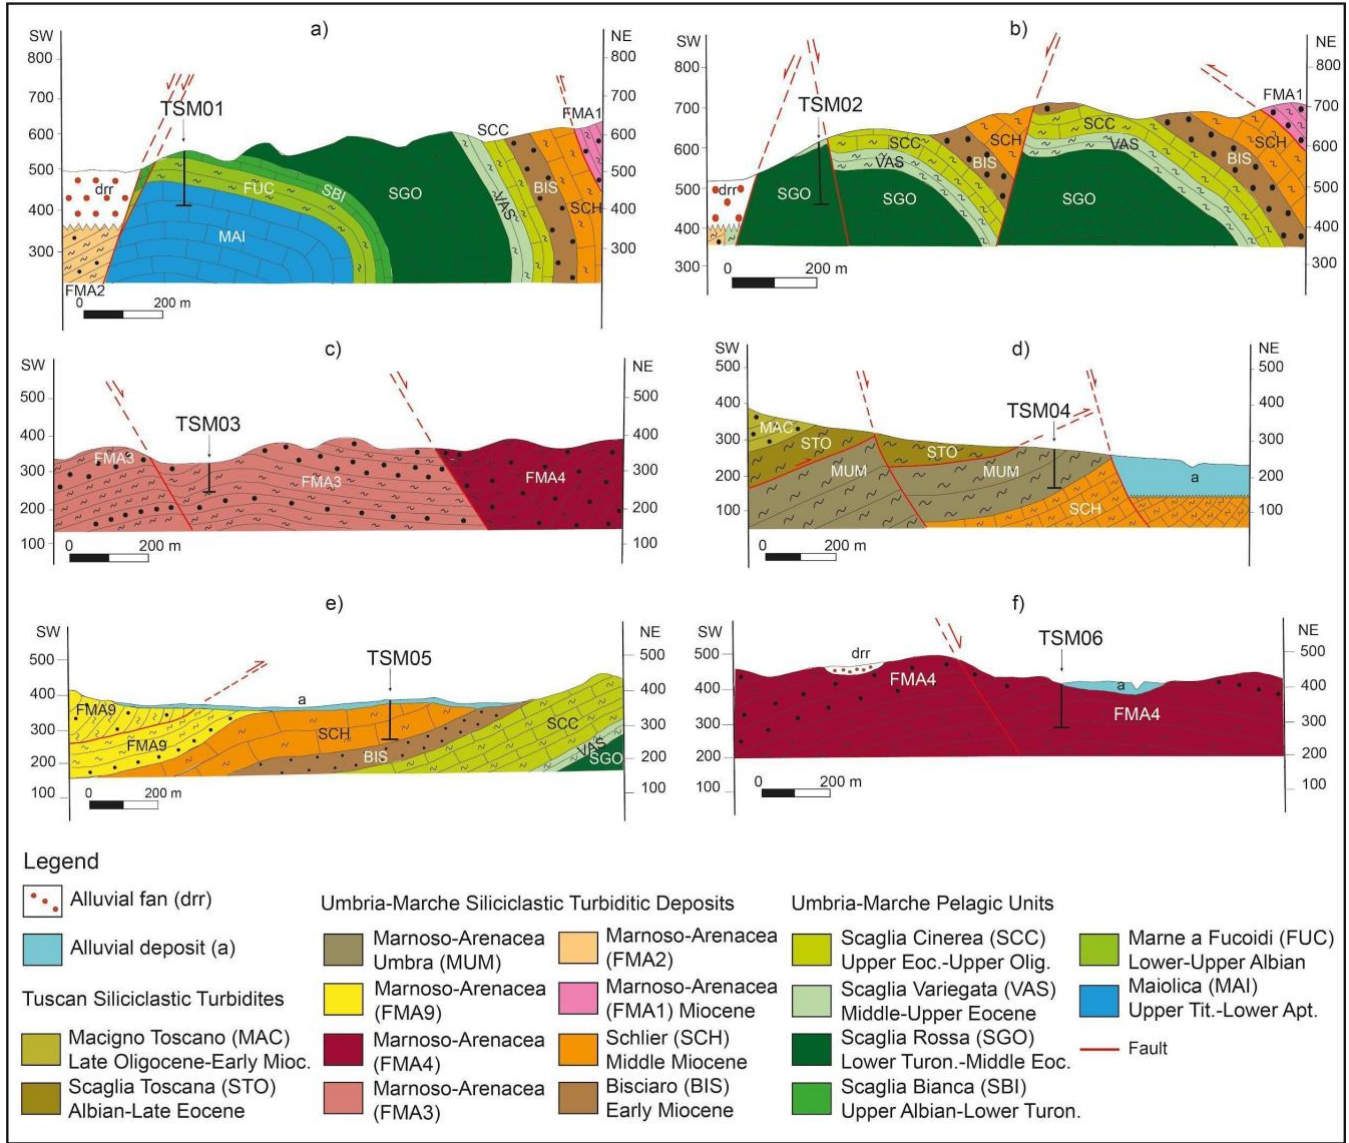 a)
SW
NE
800
700
600
500
400
300
800
700
600
500
400
300
TSM01
drr
FMA2
FUC
SBI
MAI
SGO
VAS
SCC
BIS
SCH
FMA1
0
200 m
b)
SW
NE
800
700
600
500
400
300
800
700
600
500
400
300
TSM02
drr
SGO
SCC
VAS
SGO
BIS
SCH
SCC
VAS
SGO
BIS
SCH
FMA1
0
200 m
c)
SW
NE
500
400
300
200
100
500
400
300
200
100
TSM03
FMA3
FMA3
FMA4
0
200 m
d)
SW
NE
500
400
300
200
100
500
400
300
200
100
TSM04
MAC
STO
MUM
STO
MUM
SCH
a
0
200 m
e)
SW
NE
500
400
300
200
100
500
400
300
200
100
TSM05
a
FMA9
FMA9
SCH
BIS
SCC
VAS
SGO
0
200 m
f)
SW
NE
500
400
300
200
100
500
400
300
200
100
TSM06
drr
FMA4
a
FMA4
0
200 m
Legend
Alluvial fan (drr)
Alluvial deposit (a)
Tuscan Siliciclastic Turbidites
Macigno Toscano (MAC)
Late Oligocene-Early Mioc.
Scaglia Toscana (STO)
Albian-Late Eocene
Umbria-Marche Siliciclastic Turbiditic Deposits
Marnoso-Arenacea
Umbra (MUM)
Marnoso-Arenacea
(FMA9)
Marnoso-Arenacea
(FMA4)
Marnoso-Arenacea
(FMA3)
Marnoso-Arenacea
(FMA2)
Marnoso-Arenacea
(FMA1) Miocene
Schlier (SCH)
Middle Miocene
Bisciaro (BIS)
Early Miocene
Umbria-Marche Pelagic Units
Scaglia Cinerea (SCC)
Upper Eoc.-Upper Olig.
Scaglia Variegata (VAS)
Middle-Upper Eocene
Scaglia Rossa (SGO)
Lower Turon.-Middle Eoc.
Scaglia Bianca (SBI)
Upper Albian-Lower Turon.
Marne a Fucoidi (FUC)
Lower-Upper Albian
Maiolica (MAI)
Upper Tit.-Lower Apt.
Fault